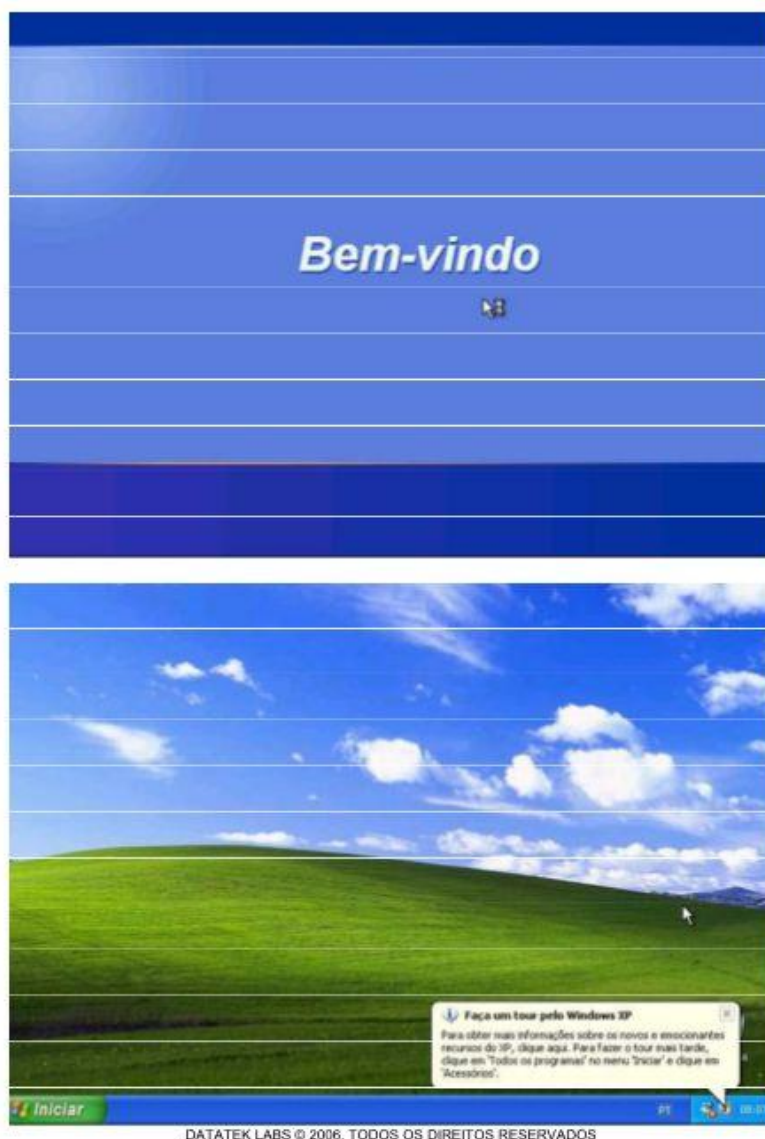 Bem-vindo
Faça um tour pelo Windows XP
Para obter mais informações sobre os novos e emocionantes
recursos do XP, clique aqui. Para fazer o tour mais tarde,
clique em 'Todos os programas' no menu 'Iniciar' e clique em
'Acessórios'.
Iniciar
PT
DATATEK LABS © 2006. TODOS OS DIREITOS RESERVADOS